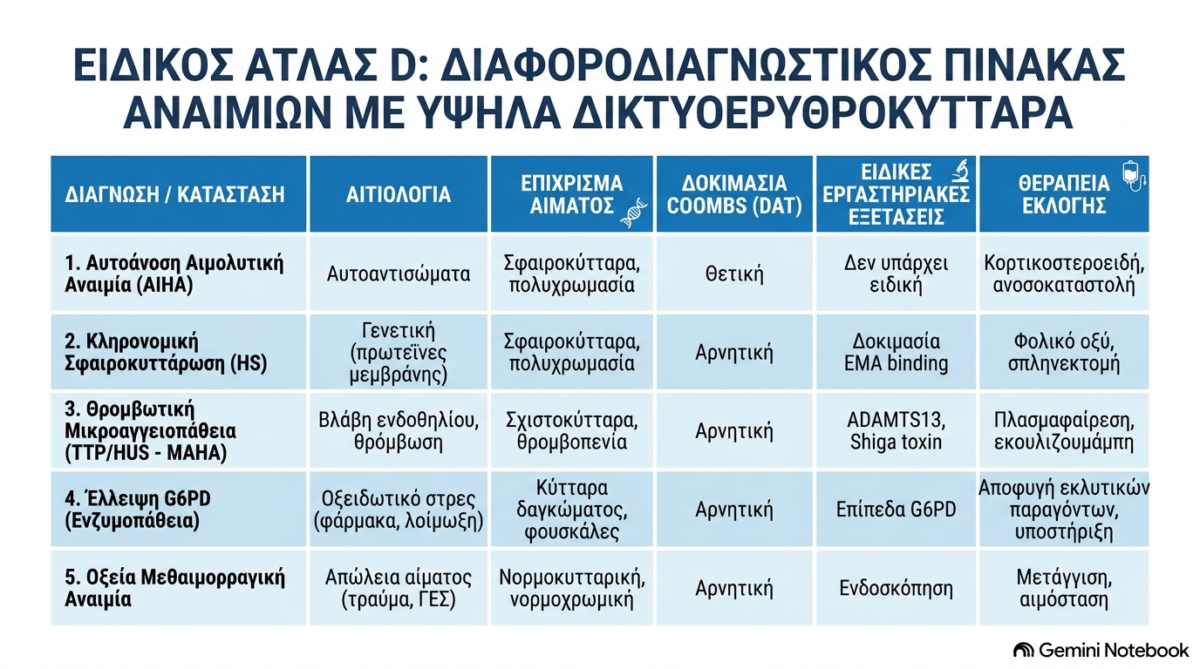 ΕΙΔΙΚΟΣ ΑΤΛΑΣ D: ΔΙΑΦΟΡΟΔΙΑΓΝΩΣΤΙΚΟΣ ΠΙΝΑΚΑΣ
ΑΝΑΙΜΙΩΝ ΜΕ ΥΨΗΛΑ ΔΙΚΤΥΟΕΡΥΘΡΟΚΥΤΤΑΡΑ
ΔΙΑΓΝΩΣΗ / ΚΑΤΑΣΤΑΣΗ
ΑΙΤΙΟΛΟΓΙΑ
ΕΠΙΧΡΙΣΜΑ
ΑΙΜΑΤΟΣ
ΔΟΚΙΜΑΣΙΑ
COOMBS (DAT)
ΕΙΔΙΚΕΣ
ΕΡΓΑΣΤΗΡΙΑΚΕΣ
ΕΞΕΤΑΣΕΙΣ
ΘΕΡΑΠΕΙΑ
ΕΚΛΟΓΗΣ
1. Αυτοάνοση Αιμολυτική
Αναιμία (AIHA)
Αυτοαντισώματα
Σφαιροκύτταρα,
πολυχρωμασία
Θετική
Δεν υπάρχει
ειδική
Κορτικοστεροειδή,
ανοσοκαταστολή
2. Κληρονομική
Σφαιροκυττάρωση (HS)
Γενετική
(πρωτεΐνες
μεμβράνης)
Σφαιροκύτταρα,
πολυχρωμασία
Αρνητική
Δοκιμασία
EMA binding
Φολικό οξύ,
σπληνεκτομή
3. Θρομβωτική
Μικροαγγειοπάθεια
(TTP/HUS - MAHA)
Βλάβη ενδοθηλίου,
θρόμβωση
Σχιστοκύτταρα,
θρομβοπενία
Αρνητική
ADAMTS13,
Shiga toxin
Πλασμαφαίρεση,
εκουλιζουμάμπη
4. Έλλειψη G6PD
(Ενζυμοπάθεια)
Οξειδωτικό στρες
(φάρμακα, λοίμωξη)
Κύτταρα
δαγκώματος,
φουσκάλες
Αρνητική
Επίπεδα G6PD
Αποφυγή εκλυτικών
παραγόντων,
υποστήριξη
5. Οξεία Μεθαιμορραγική
Αναιμία
Απώλεια αίματος
(τραύμα, ΓΕΣ)
Νορμοκυτταρική,
νορμοχρωμική
Αρνητική
Ενδοσκόπηση
Μετάγγιση,
αιμόσταση
Gemini Notebook